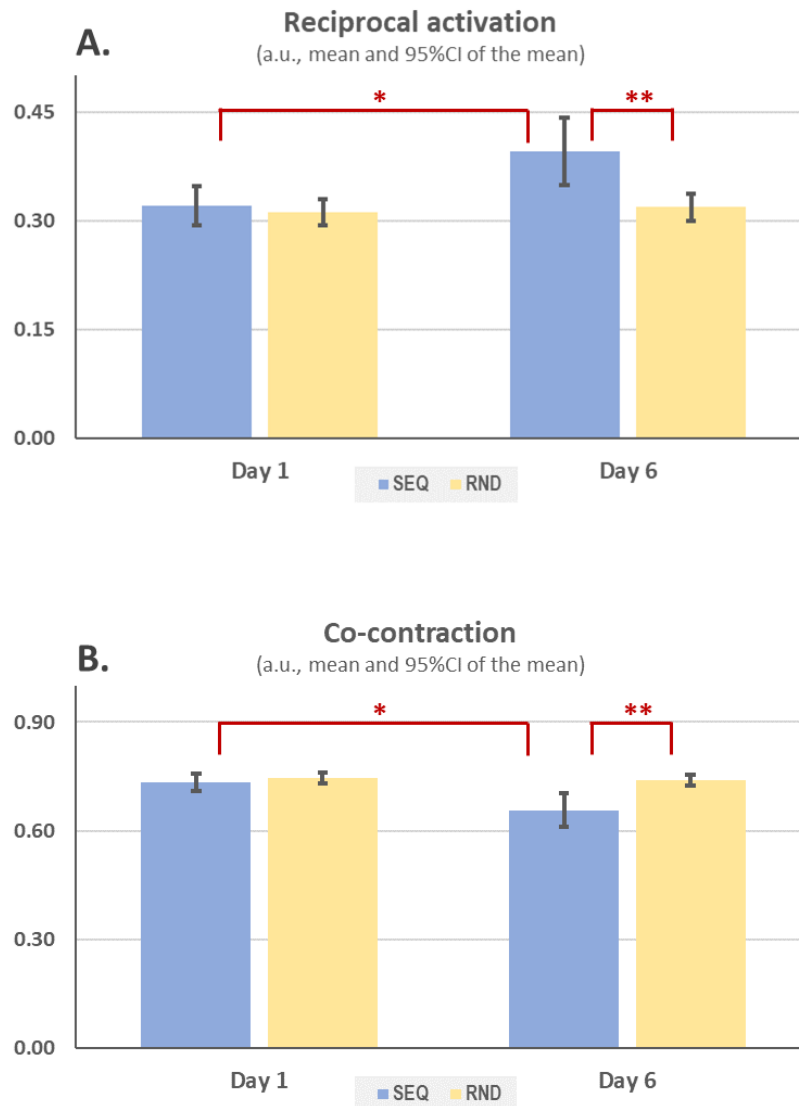 A.
Reciprocal activation
(a.u., mean and 95%CI of the mean)
* **
0.45
0.30
0.15
0.00
Day 1 Day 6
SEQ RND
B.
Co-contraction
(a.u., mean and 95%CI of the mean)
* **
0.90
0.60
0.30
0.00
Day 1 Day 6
SEQ RND